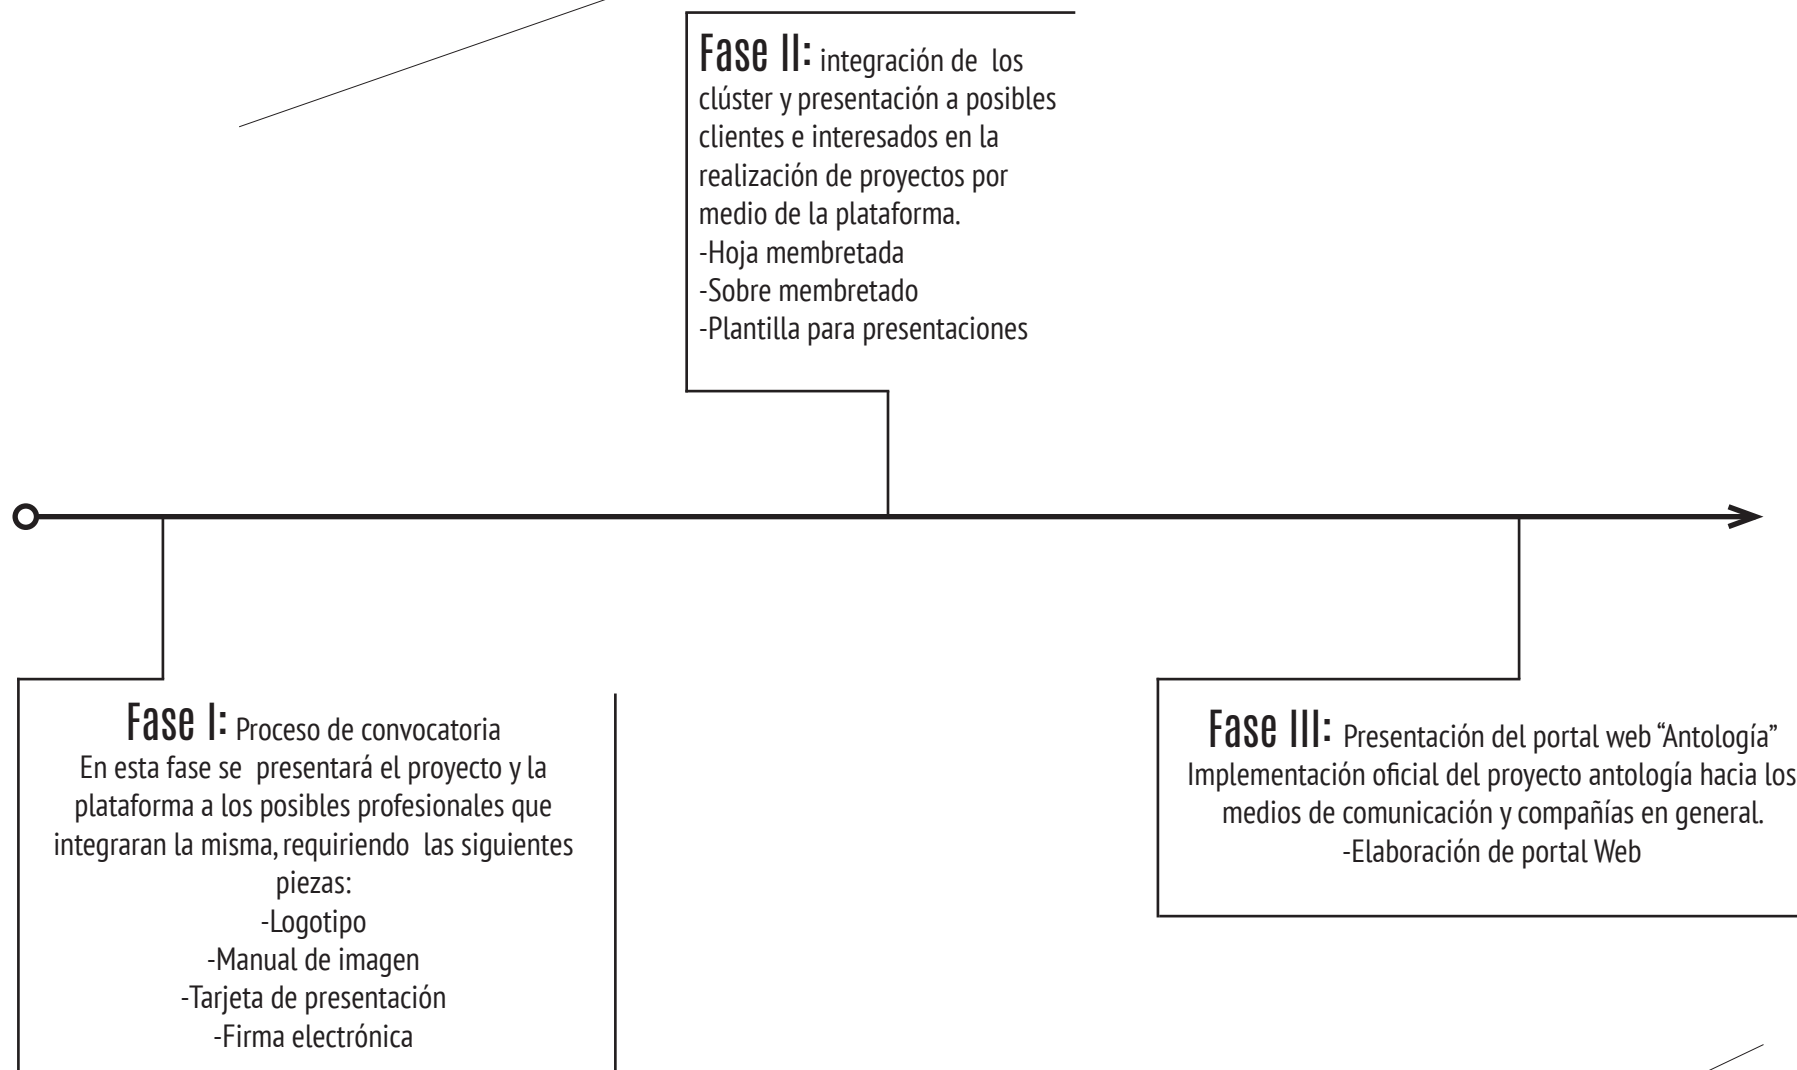 Fase II: integración de los
clúster y presentación a posibles
clientes e interesados en la
realización de proyectos por
medio de la plataforma.
-Hoja membretada
-Sobre membretado
-Plantilla para presentaciones
Fase I: Proceso de convocatoria
En esta fase se presentará el proyecto y la
plataforma a los posibles profesionales que
integraran la misma, requiriendo las siguientes
piezas:
-Logotipo
-Manual de imagen
-Tarjeta de presentación
-Firma electrónica
Fase III: Presentación del portal web “Antología”
Implementación oficial del proyecto antología hacia los
medios de comunicación y compañías en general.
-Elaboración de portal Web